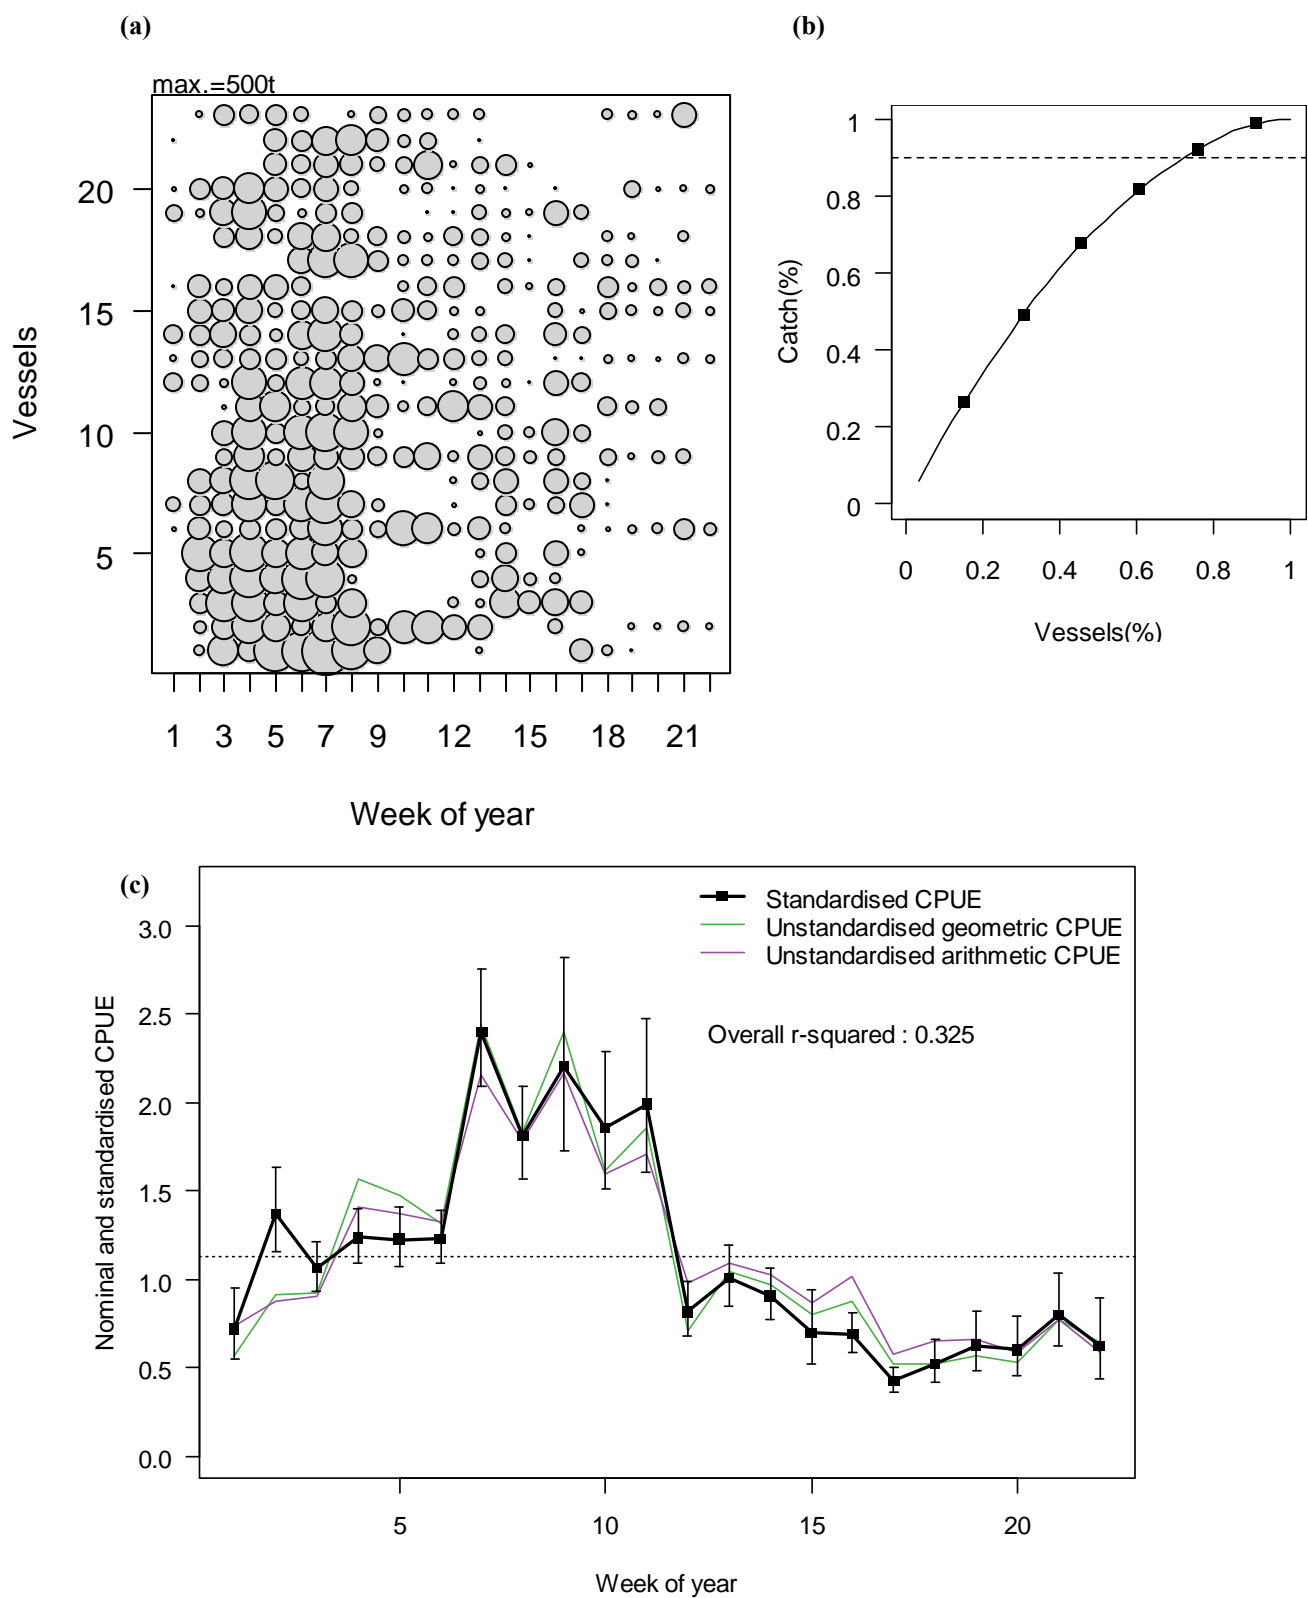 (a)
max.=500t
Vessels
20
15
10
5
1 3 5 7 9 12 15 18 21
Week of year
(b)
Catch(%)
1
0.8
0.6
0.4
0.2
0
0 0.2 0.4 0.6 0.8 1
Vessels(%)
(c)
Nominal and standardised CPUE
3.0
2.5
2.0
1.5
1.0
0.5
0.0
Standardised CPUE
Unstandardised geometric CPUE
Unstandardised arithmetic CPUE
Overall r-squared : 0.325
5 10 15 20
Week of year